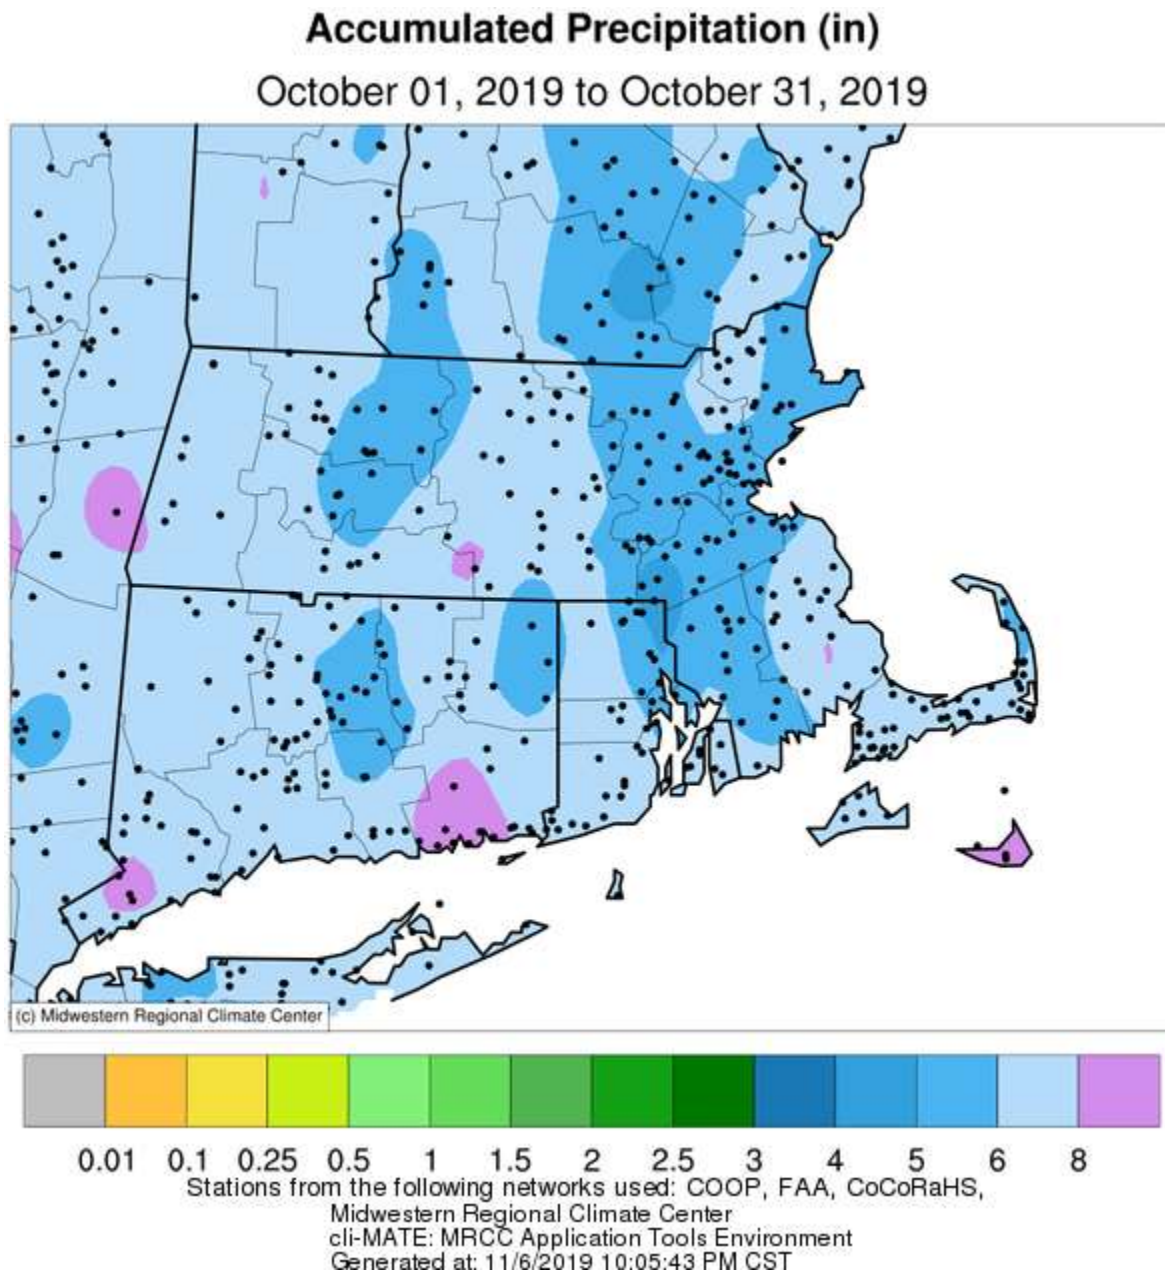 Accumulated Precipitation (in)
October 01, 2019 to October 31, 2019
(c) Midwestern Regional Climate Center
0.01 0.1 0.25 0.5 1 1.5 2 2.5 3 4 5 6 8
Stations from the following networks used: COOP, FAA, CoCoRaHS,
Midwestern Regional Climate Center
cli-MATE: MRCC Application Tools Environment
Generated at: 11/6/2019 10:05:43 PM CST